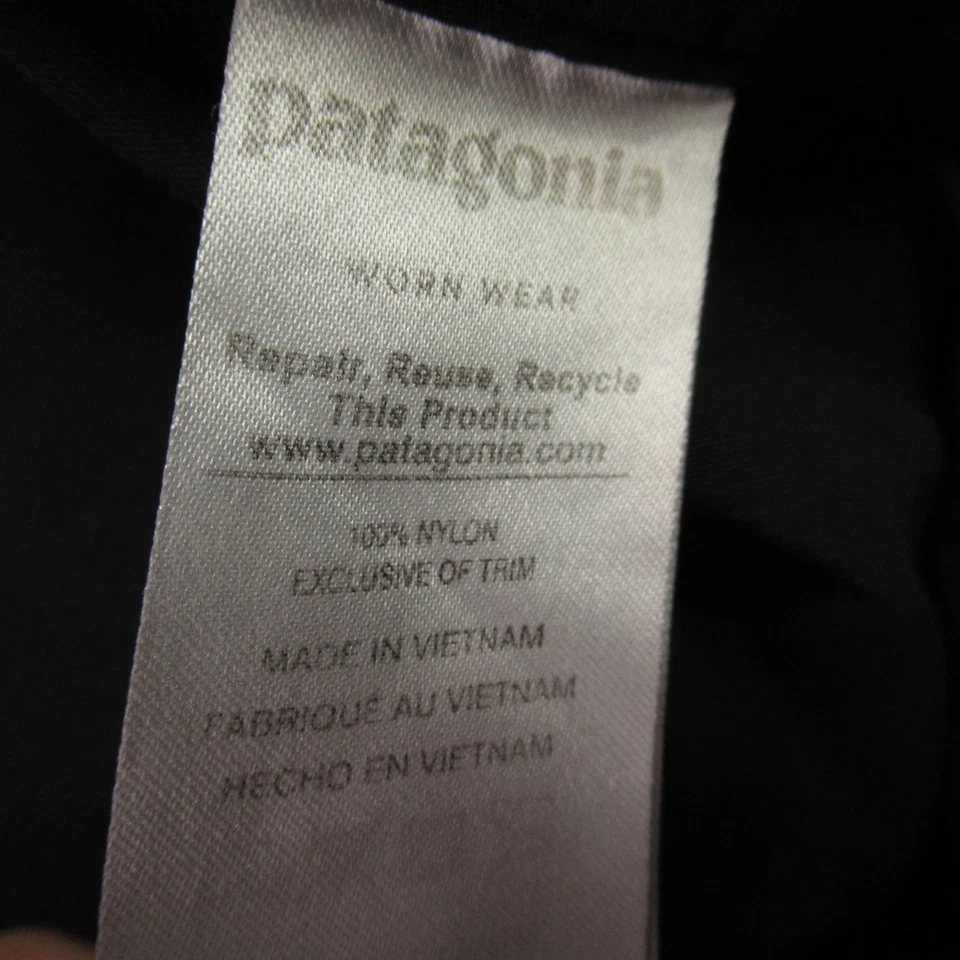 patagonia
WORN WEAR
Repair, Reuse, Recycle
This Product
www.patagonia.com
100% NYLON
EXCLUSIVE OF TRIM
MADE IN VIETNAM
FABRIQUE AU VIETNAM
HECHO EN VIETNAM